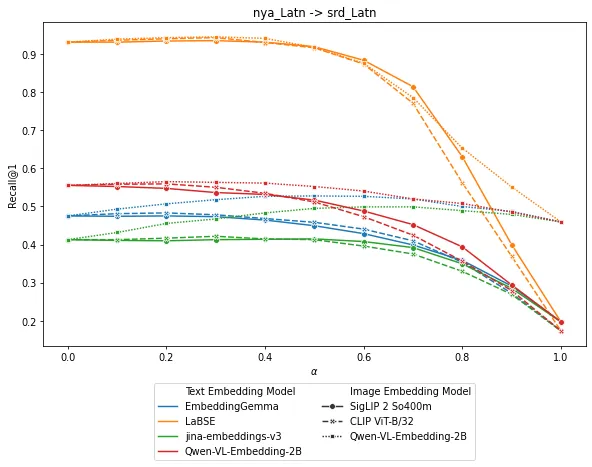 nya_Latn -> srd_Latn
Recall@1
0.9
0.8
0.7
0.6
0.5
0.4
0.3
0.2
0.0
0.2
0.4
0.6
0.8
1.0
α
Text Embedding Model
EmbeddingGemma
LaBSE
jina-embeddings-v3
Qwen-VL-Embedding-2B
Image Embedding Model
SigLIP 2 So400m
CLIP ViT-B/32
Qwen-VL-Embedding-2B